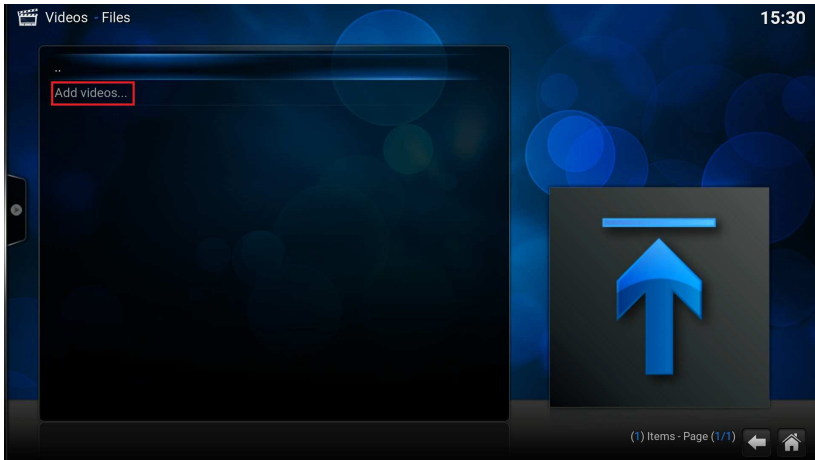 Videos - Files
15:30
..
Add videos...
(1) Items - Page (1/1)